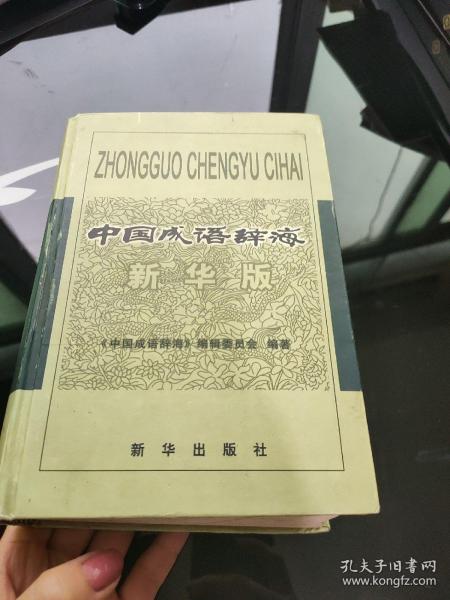 ZHONGGUO CHENGYU CIHAI
中国成语辞海
新华版
《中国成语辞海》编辑委员会 编著
新华出版社
孔夫子旧书网
www.kongfz.com